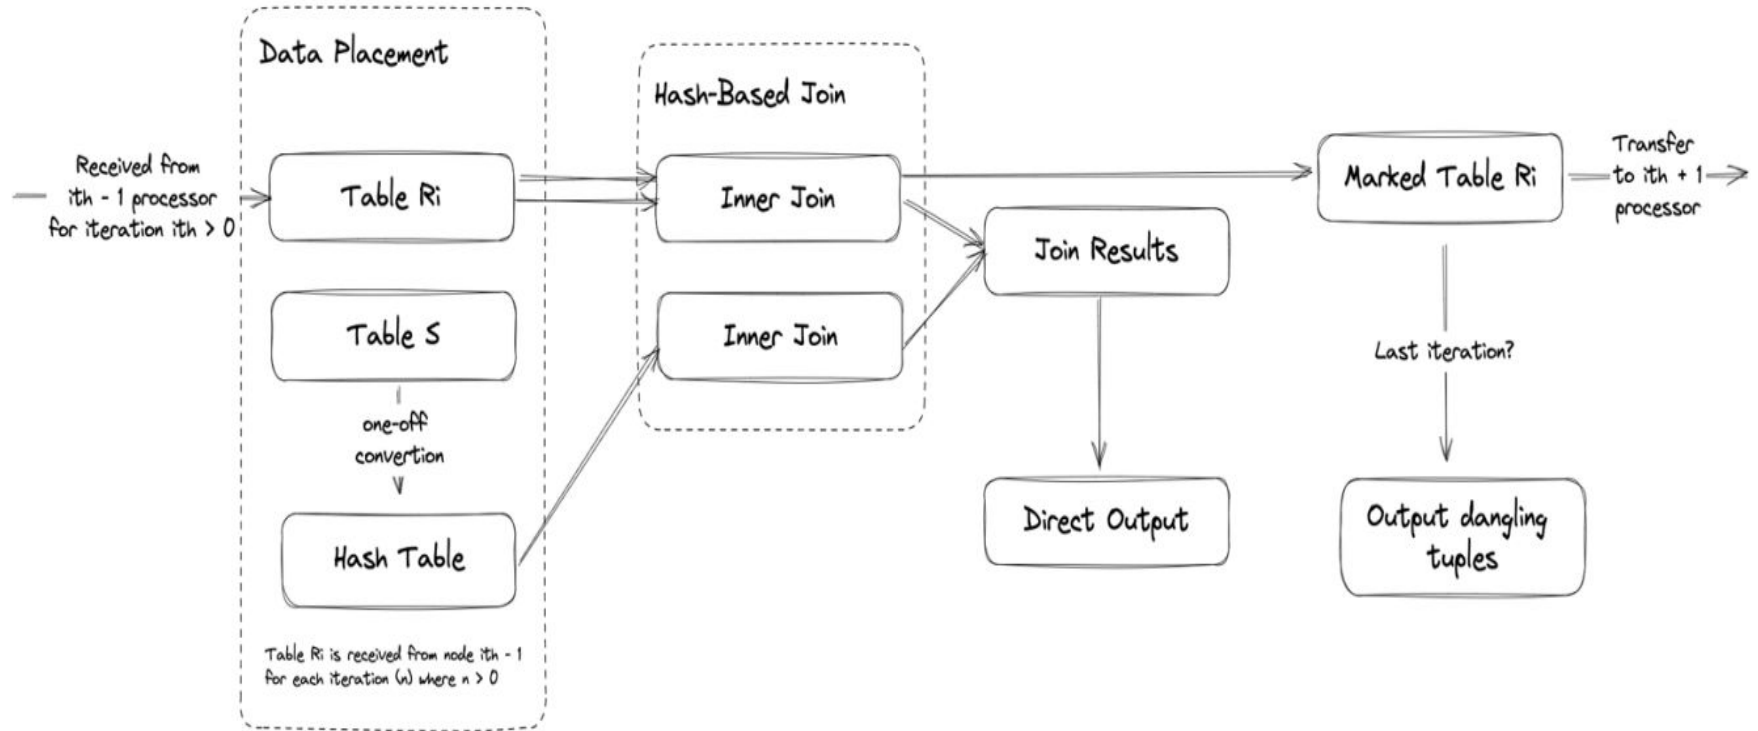 Data Placement
Hash-Based Join
Received from
ith - 1 processor
for iteration ith > 0
Table Ri
Inner Join
Marked Table Ri
Transfer
to ith + 1
processor
Join Results
Table S
Inner Join
Last iteration?
one-off
convertion
Hash Table
Direct Output
Output dangling
tuples
Table Ri is received from node ith - 1
for each iteration (n) where n > 0